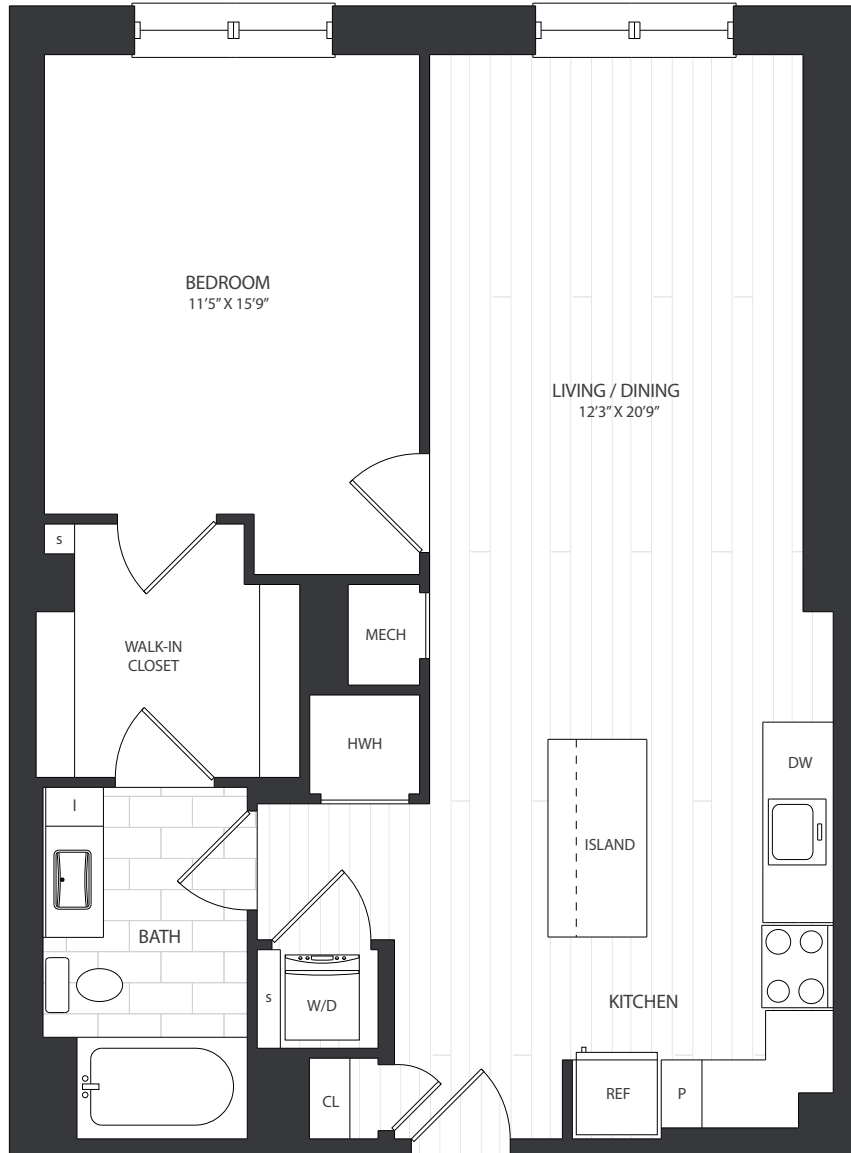 BEDROOM
11’5” X 15’9”
LIVING / DINING
12’3” X 20’9”
s
WALK-IN
CLOSET
MECH
HWH
DW
I
ISLAND
BATH
s
W/D
KITCHEN
CL
REF
P